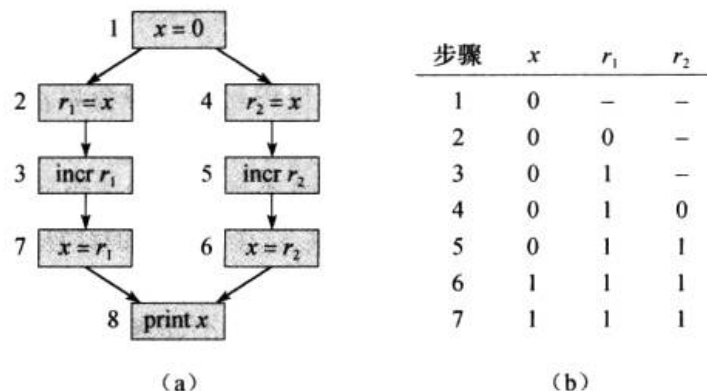 1 x = 0
2 r₁ = x 4 r₂ = x
3 incr r₁ 5 incr r₂
7 x = r₁ 6 x = r₂
8 print x
(a)
步骤 x r₁ r₂
1 0 – –
2 0 0 –
3 0 1 –
4 0 1 0
5 0 1 1
6 1 1 1
7 1 1 1
(b)